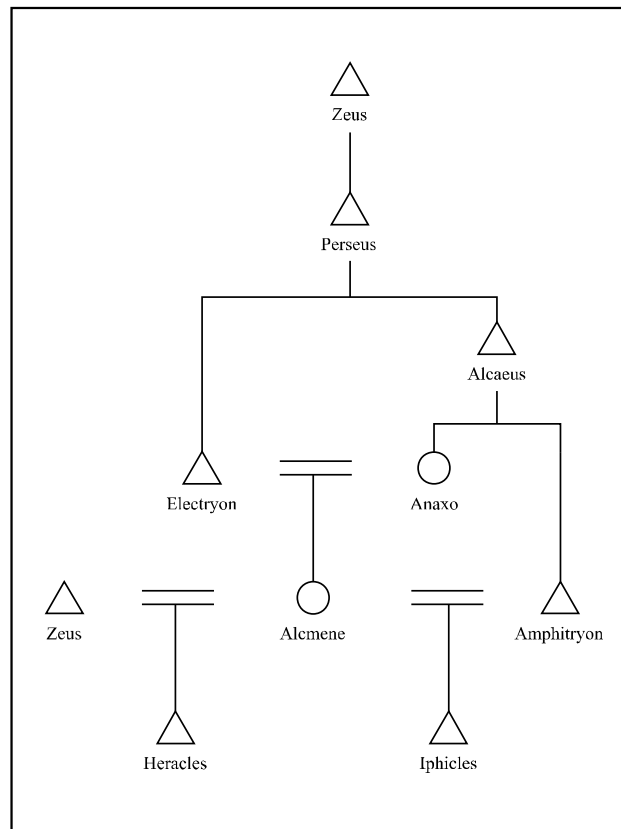 Zeus
Perseus
Alcaeus
Electryon
Anaxo
Zeus
Alcmene
Amphitryon
Heracles
Iphicles